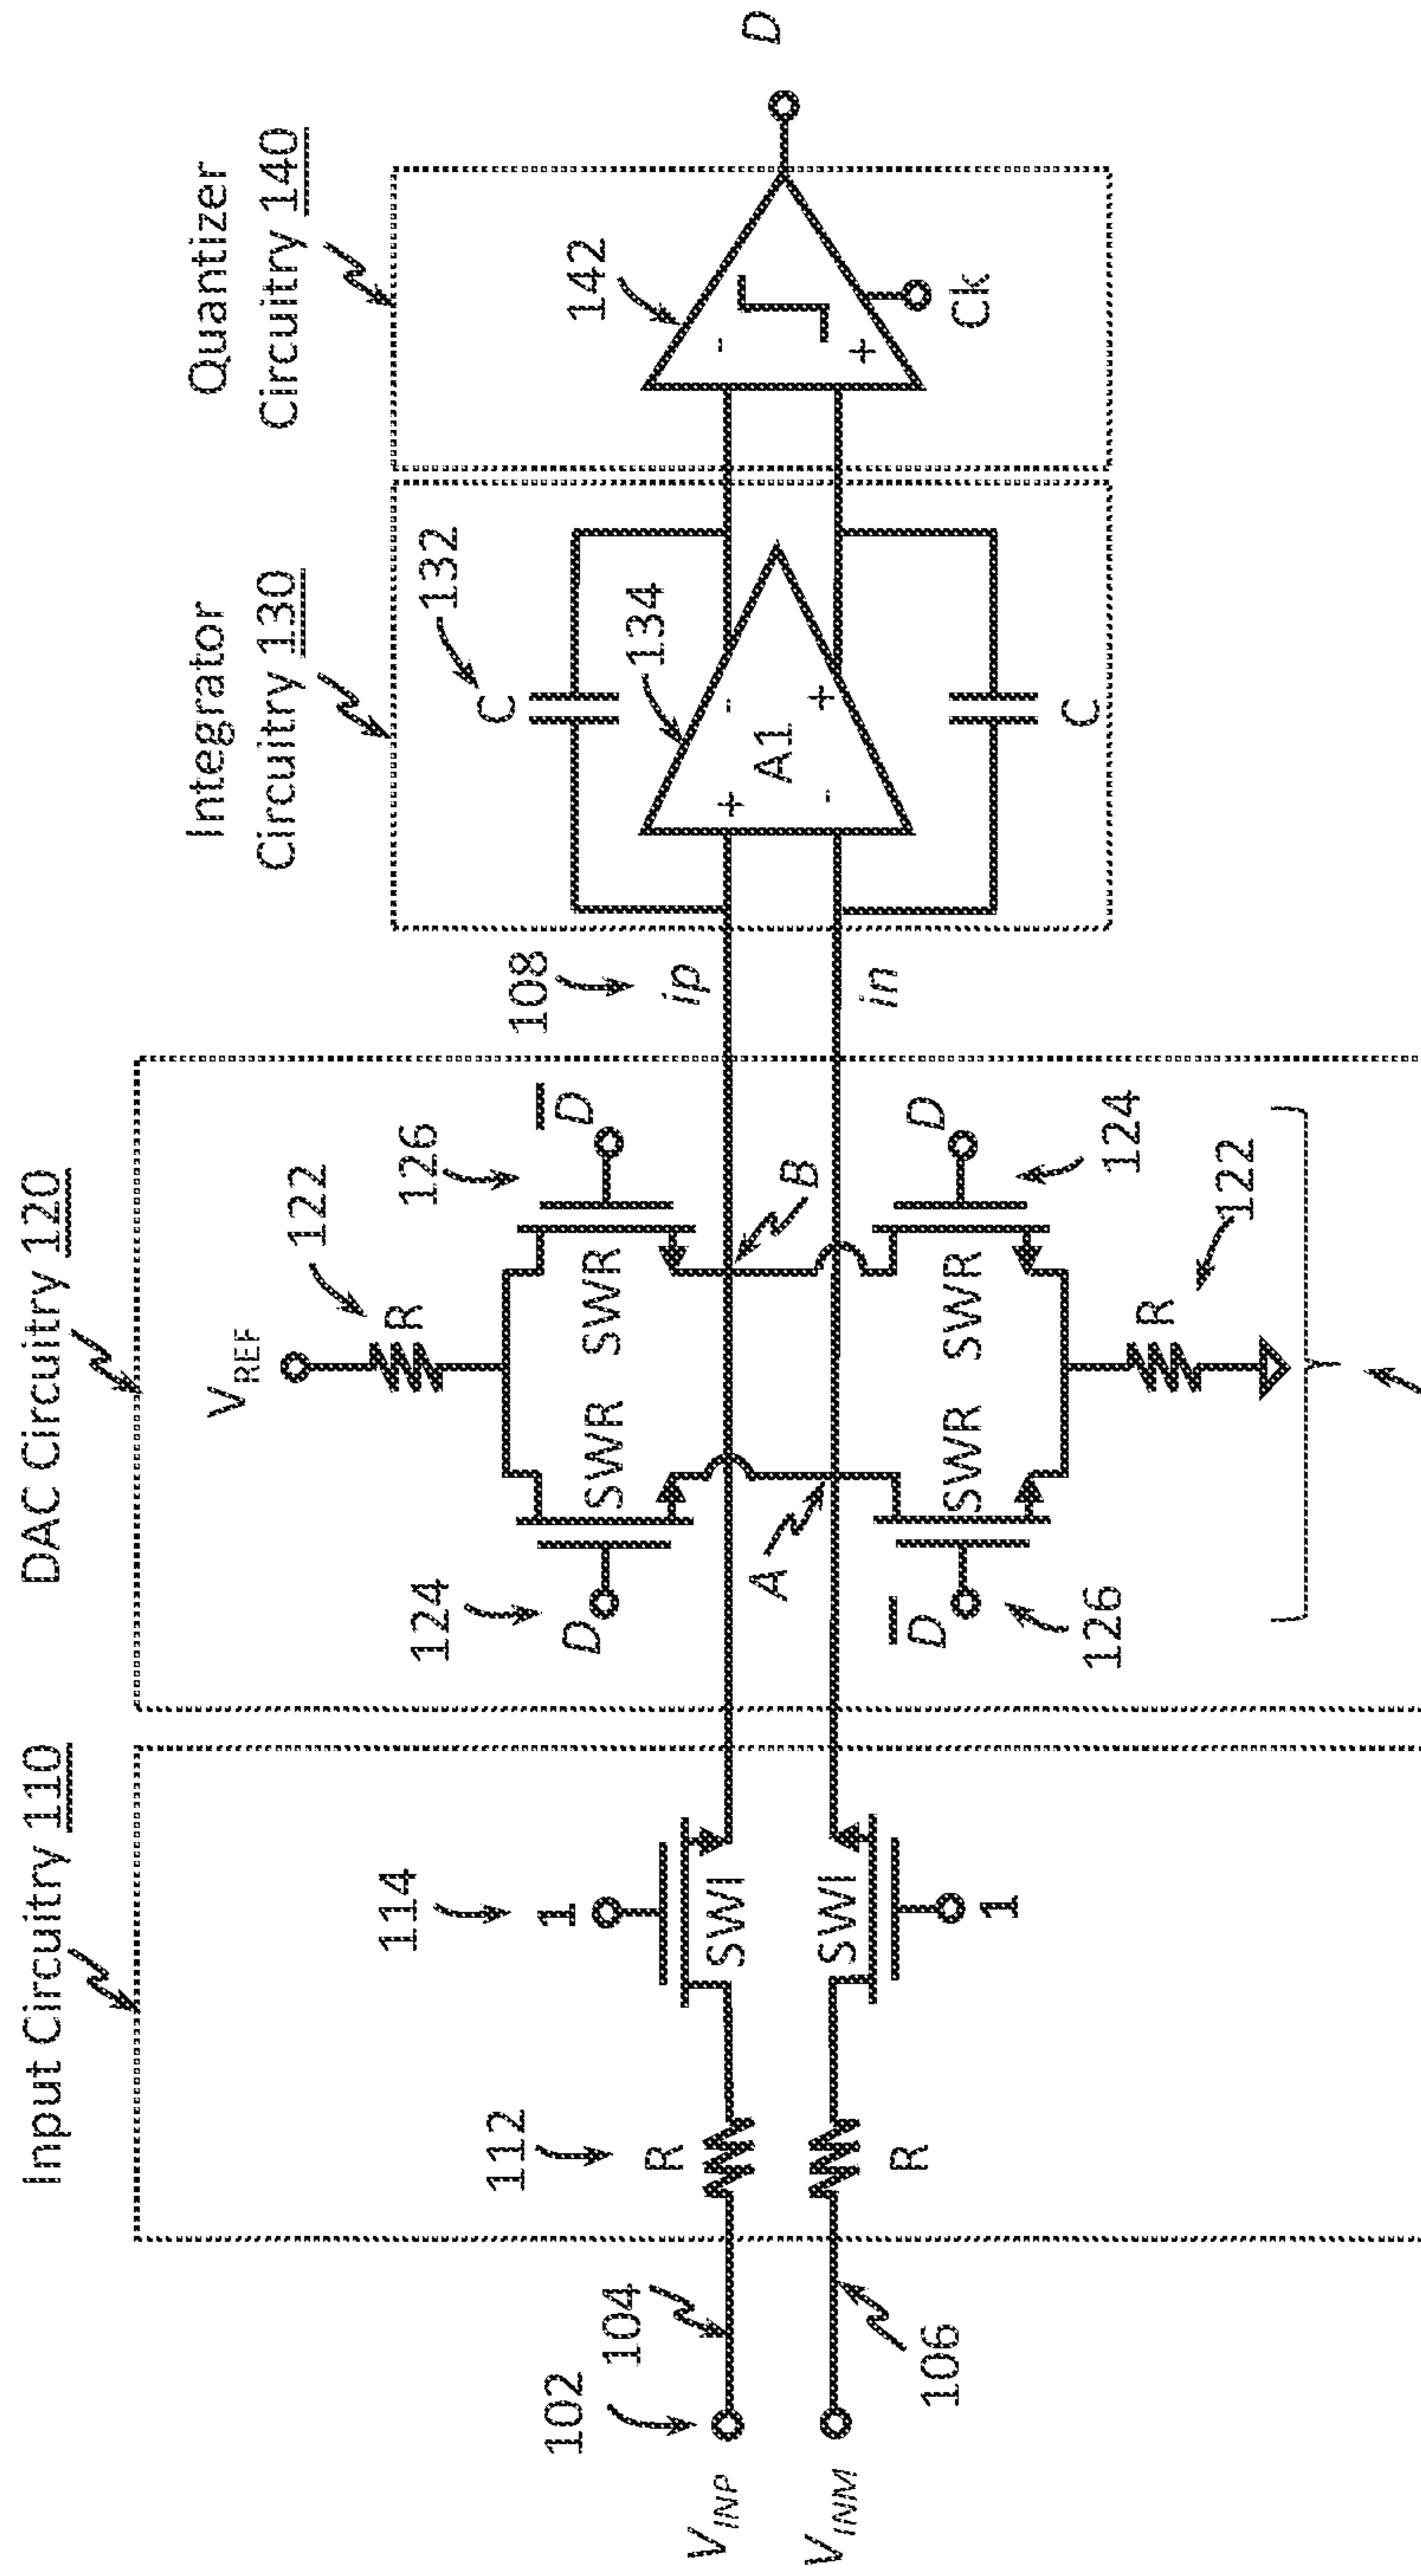 Input Circuitry 110
DAC Circuitry 120
Integrator
Circuitry 130
Quantizer
Circuitry 140
V_INP
V_INM
102
104
106
112
R
R
114
1
SWI
SWI
1
V_REF
122
R
124
D
SWR
SWR
126
D̅
A
B
D̅
126
SWR
SWR
D
124
R
122
108
ip
in
C
132
134
+
-
A1
-
+
C
142
-
+
Ck
D